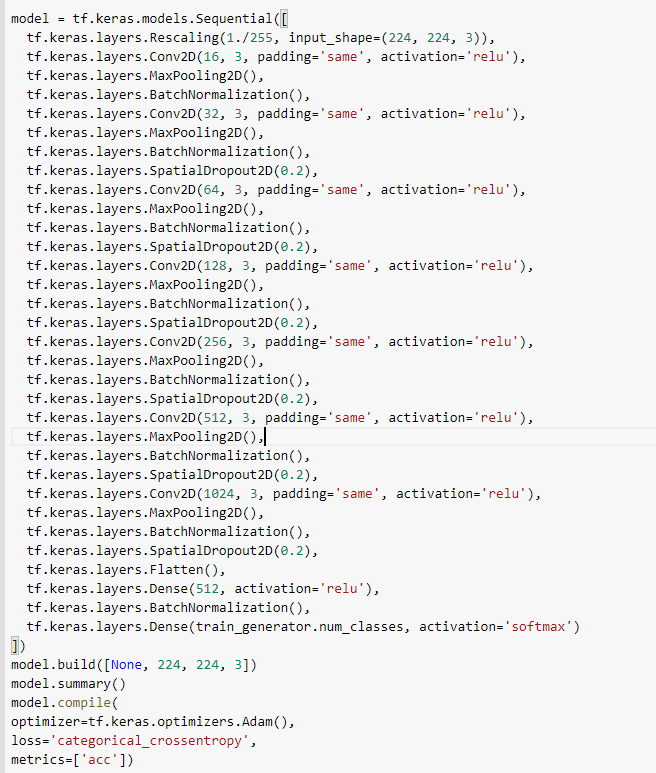 model = tf.keras.models.Sequential([
  tf.keras.layers.Rescaling(1./255, input_shape=(224, 224, 3)),
  tf.keras.layers.Conv2D(16, 3, padding='same', activation='relu'),
  tf.keras.layers.MaxPooling2D(),
  tf.keras.layers.BatchNormalization(),
  tf.keras.layers.Conv2D(32, 3, padding='same', activation='relu'),
  tf.keras.layers.MaxPooling2D(),
  tf.keras.layers.BatchNormalization(),
  tf.keras.layers.SpatialDropout2D(0.2),
  tf.keras.layers.Conv2D(64, 3, padding='same', activation='relu'),
  tf.keras.layers.MaxPooling2D(),
  tf.keras.layers.BatchNormalization(),
  tf.keras.layers.SpatialDropout2D(0.2),
  tf.keras.layers.Conv2D(128, 3, padding='same', activation='relu'),
  tf.keras.layers.MaxPooling2D(),
  tf.keras.layers.BatchNormalization(),
  tf.keras.layers.SpatialDropout2D(0.2),
  tf.keras.layers.Conv2D(256, 3, padding='same', activation='relu'),
  tf.keras.layers.MaxPooling2D(),
  tf.keras.layers.BatchNormalization(),
  tf.keras.layers.SpatialDropout2D(0.2),
  tf.keras.layers.Conv2D(512, 3, padding='same', activation='relu'),
  tf.keras.layers.MaxPooling2D(),
  tf.keras.layers.BatchNormalization(),
  tf.keras.layers.SpatialDropout2D(0.2),
  tf.keras.layers.Conv2D(1024, 3, padding='same', activation='relu'),
  tf.keras.layers.MaxPooling2D(),
  tf.keras.layers.BatchNormalization(),
  tf.keras.layers.SpatialDropout2D(0.2),
  tf.keras.layers.Flatten(),
  tf.keras.layers.Dense(512, activation='relu'),
  tf.keras.layers.BatchNormalization(),
  tf.keras.layers.Dense(train_generator.num_classes, activation='softmax')
])
model.build([None, 224, 224, 3])
model.summary()
model.compile(
optimizer=tf.keras.optimizers.Adam(),
loss='categorical_crossentropy',
metrics=['acc'])